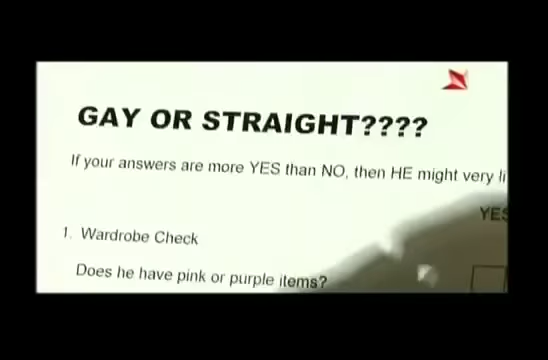 GAY OR STRAIGHT????
If your answers are more YES than NO, then HE might very li
YES
1. Wardrobe Check
Does he have pink or purple items?